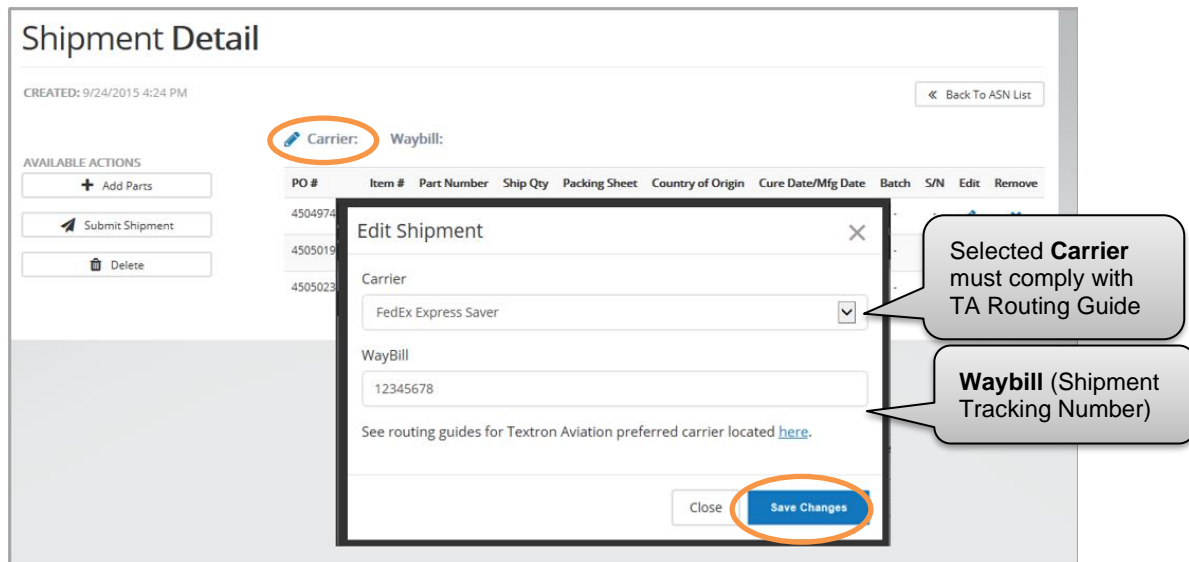 Shipment Detail
CREATED: 9/24/2015 4:24 PM
« Back To ASN List
Carrier: Waybill:
AVAILABLE ACTIONS
Add Parts
Submit Shipment
Delete
PO # Item # Part Number Ship Qty Packing Sheet Country of Origin Cure Date/Mfg Date Batch S/N Edit Remove
4504974
4505019
4505023
Edit Shipment
Carrier
FedEx Express Saver
WayBill
12345678
See routing guides for Textron Aviation preferred carrier located here.
Close Save Changes
Selected Carrier
must comply with
TA Routing Guide
Waybill (Shipment
Tracking Number)